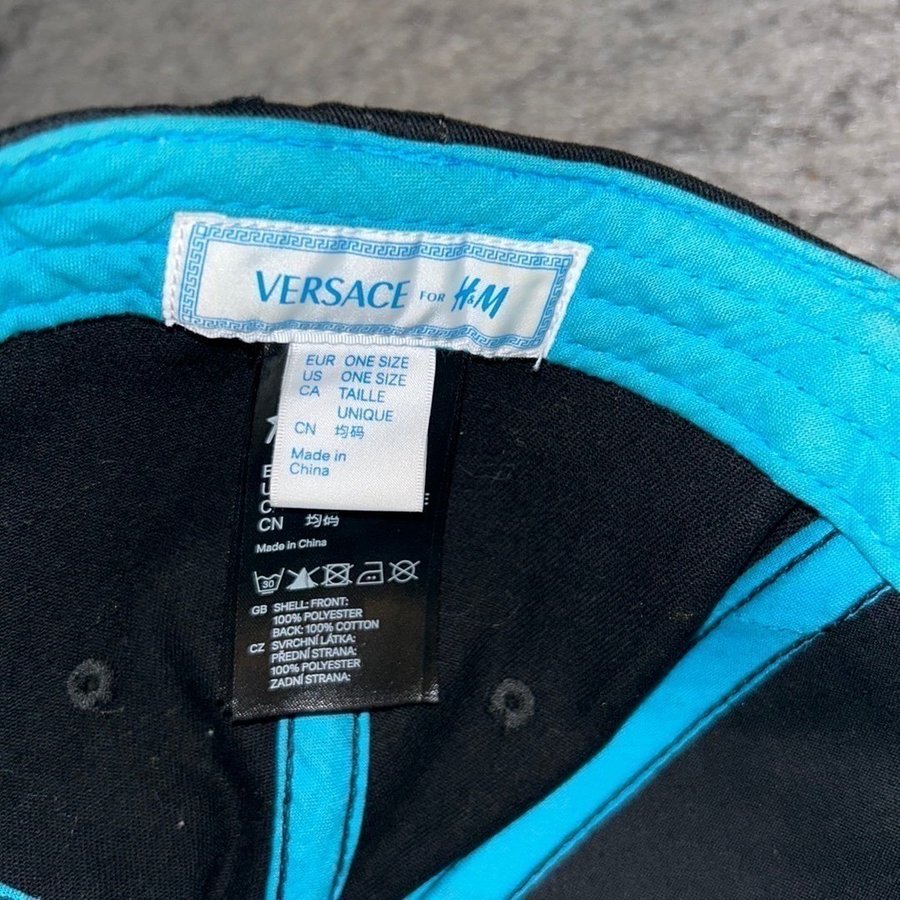 VERSACE FOR H&M
EUR ONE SIZE
US ONE SIZE
CA TAILLE
UNIQUE
CN 均码
Made in
China
CN 均码
Made in China
30
GB SHELL: FRONT:
100% POLYESTER
BACK: 100% COTTON
CZ SVRCHNÍ LÁTKA:
PŘEDNÍ STRANA:
100% POLYESTER
ZADNÍ STRANA: